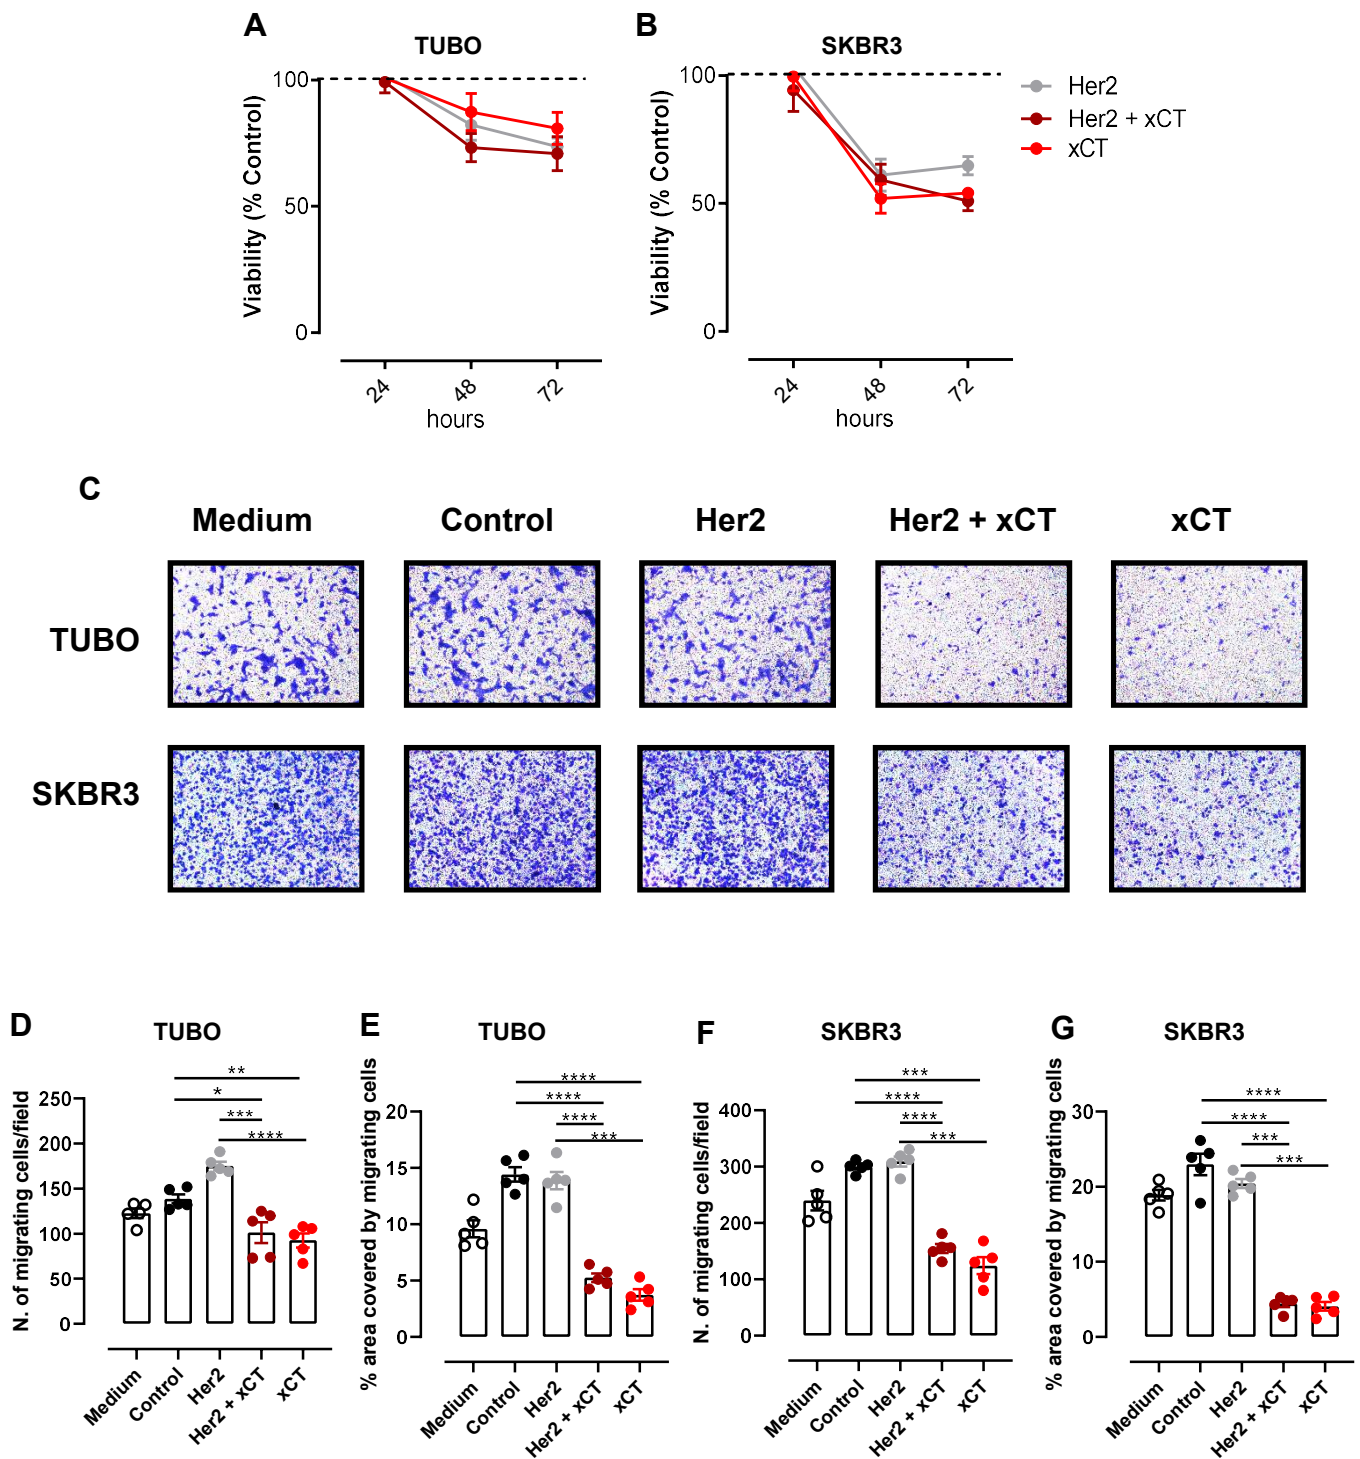 A
TUBO
Viability (% Control)
100
50
0
24
48
72
hours
B
SKBR3
Viability (% Control)
100
50
0
24
48
72
hours
Her2
Her2 + xCT
xCT
C
Medium
Control
Her2
Her2 + xCT
xCT
TUBO
SKBR3
D
TUBO
N. of migrating cells/field
250
200
150
100
50
0
**
*
***
****
Medium
Control
Her2
Her2 + xCT
xCT
E
TUBO
% area covered by migrating cells
20
15
10
5
0
****
****
****
***
Medium
Control
Her2
Her2 + xCT
xCT
F
SKBR3
N. of migrating cells/field
400
300
200
100
0
***
****
****
***
Medium
Control
Her2
Her2 + xCT
xCT
G
SKBR3
% area covered by migrating cells
30
20
10
0
****
****
***
***
Medium
Control
Her2
Her2 + xCT
xCT